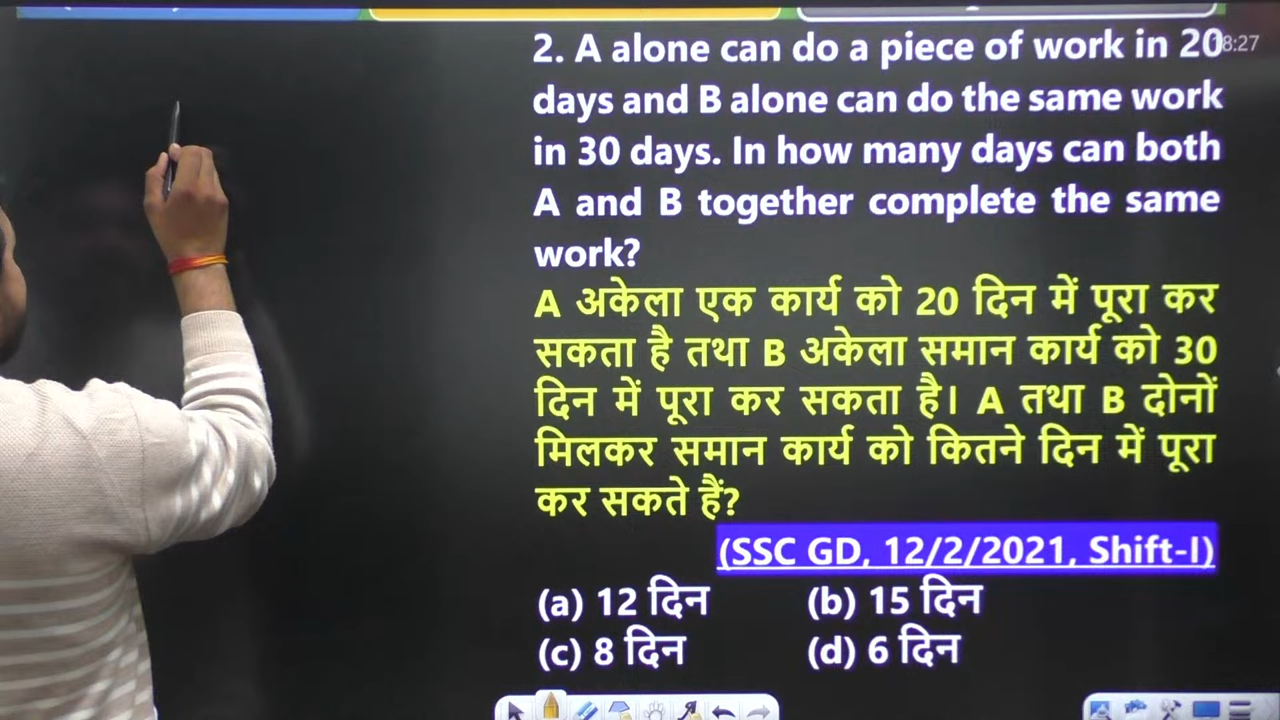 2. A alone can do a piece of work in 20
18:27
days and B alone can do the same work
in 30 days. In how many days can both
A and B together complete the same
work?
A अकेला एक कार्य को 20 दिन में पूरा कर
सकता है तथा B अकेला समान कार्य को 30
दिन में पूरा कर सकता है। A तथा B दोनों
मिलकर समान कार्य को कितने दिन में पूरा
कर सकते हैं?
(SSC GD, 12/2/2021, Shift-I)
(a) 12 दिन (b) 15 दिन
(c) 8 दिन (d) 6 दिन